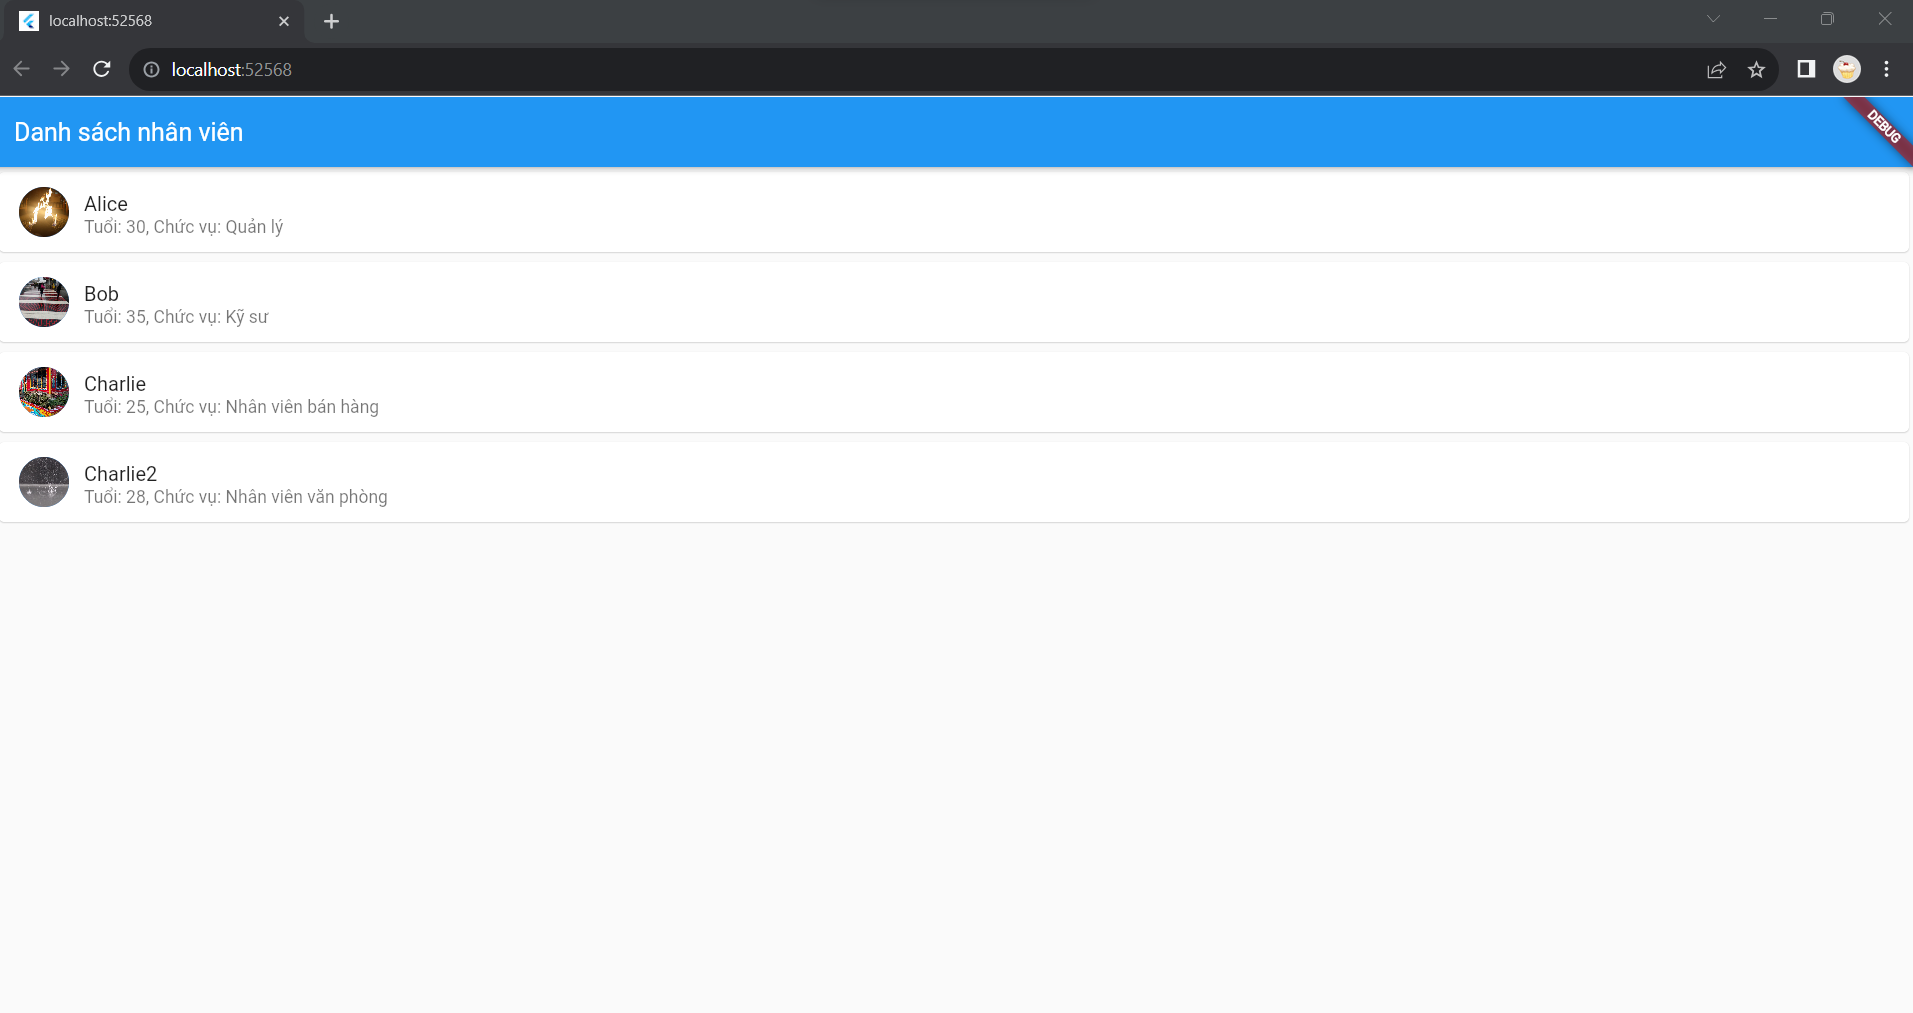 localhost:52568
localhost:52568
Danh sách nhân viên
DEBUG
Alice
Tuổi: 30, Chức vụ: Quản lý
Bob
Tuổi: 35, Chức vụ: Kỹ sư
Charlie
Tuổi: 25, Chức vụ: Nhân viên bán hàng
Charlie2
Tuổi: 28, Chức vụ: Nhân viên văn phòng